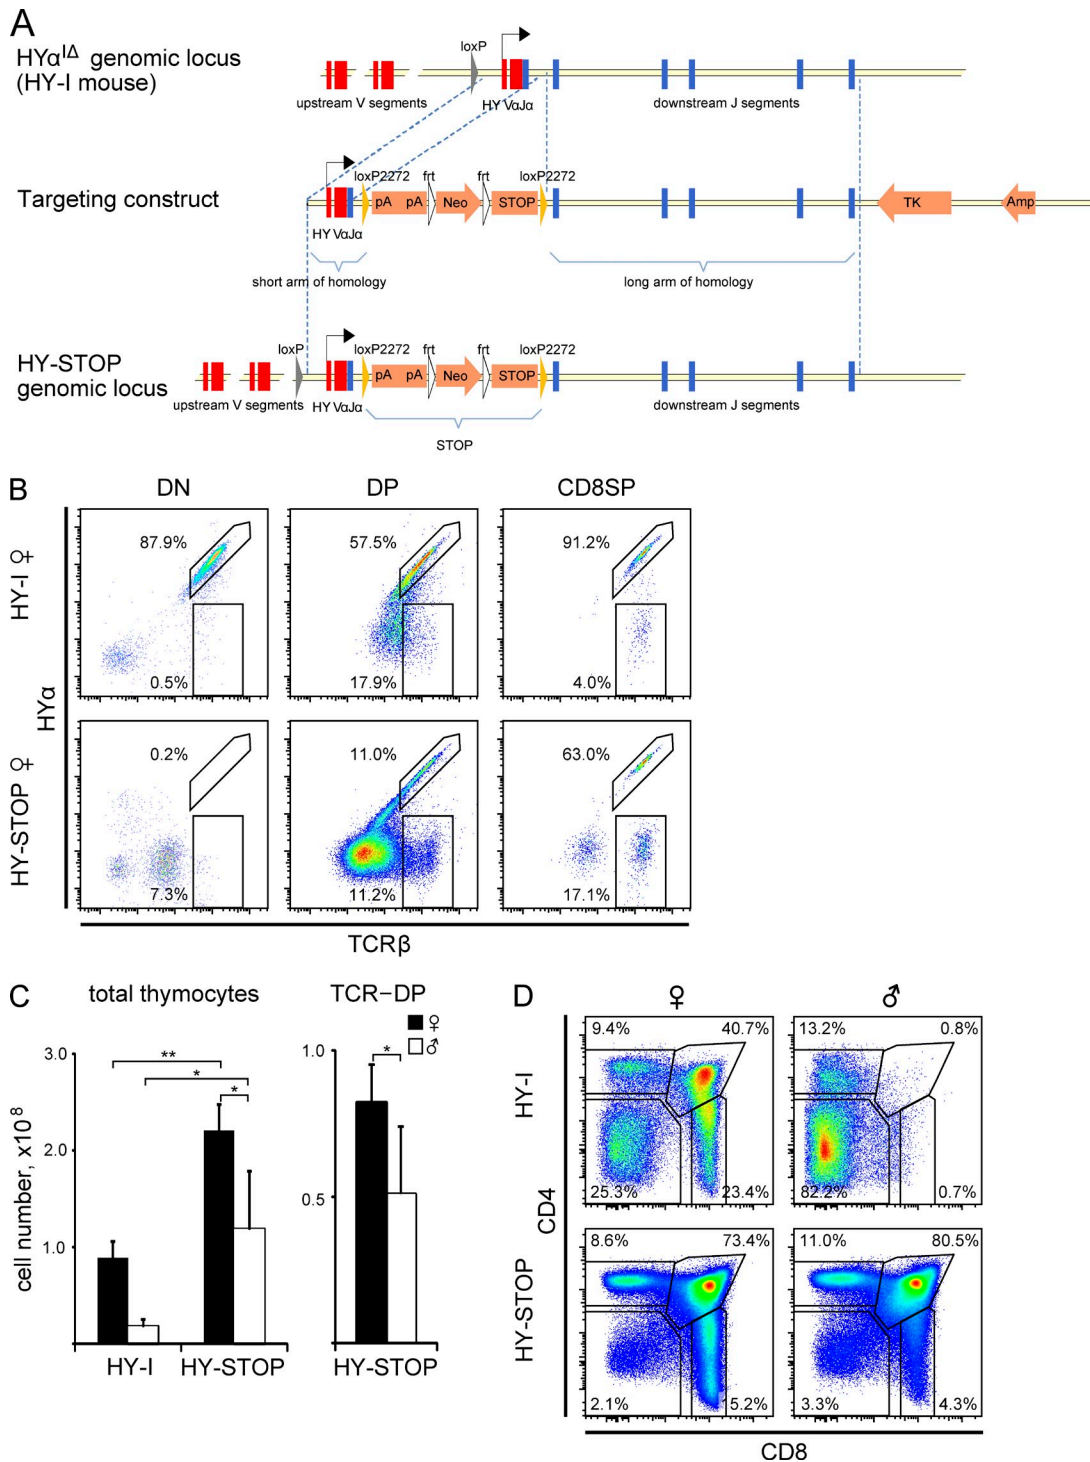 A
HYαIΔ genomic locus
(HY-I mouse)
loxP
upstream V segments
HY VαJα
downstream J segments
Targeting construct
loxP2272 frt frt loxP2272
pA pA Neo STOP TK Amp
HY VαJα
short arm of homology
long arm of homology
HY-STOP
genomic locus
loxP loxP2272 frt frt loxP2272
pA pA Neo STOP
upstream V segments HY VαJα downstream J segments
STOP
B
DN DP CD8SP
HY-I ♀
87.9% 57.5% 91.2%
0.5% 17.9% 4.0%
HYα
HY-STOP ♀
0.2% 11.0% 63.0%
7.3% 11.2% 17.1%
TCRβ
C
total thymocytes TCR–DP
♀
♂
cell number, x108
3.0
2.0
1.0
**
*
*
HY-I HY-STOP
1.0
0.5
*
HY-STOP
D
♀ ♂
HY-I
9.4% 40.7% 13.2% 0.8%
25.3% 23.4% 82.2% 0.7%
CD4
HY-STOP
8.6% 73.4% 11.0% 80.5%
2.1% 5.2% 3.3% 4.3%
CD8